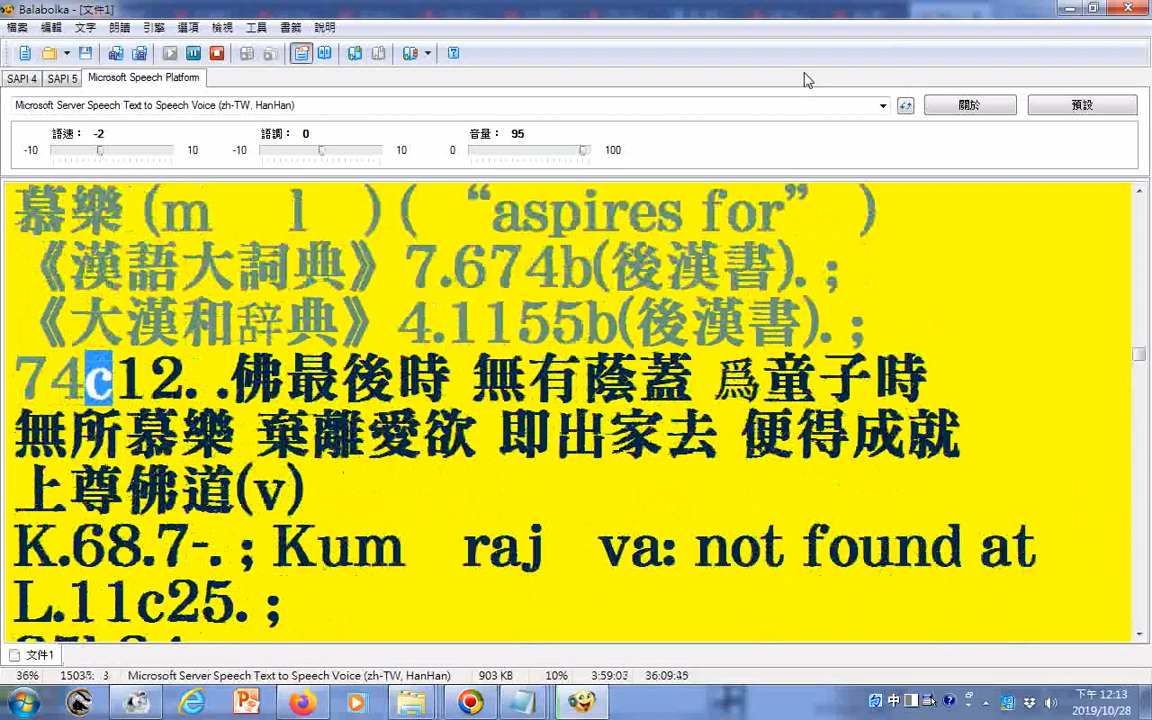 Balabolka - [文件1]
檔案 編輯 文字 朗讀 引擎 選項 檢視 工具 書籤 說明
SAPI 4 SAPI 5 Microsoft Speech Platform
Microsoft Server Speech Text to Speech Voice (zh-TW, HanHan) 關於 預設
語速: -2 語調: 0 音量: 95
-10 10 -10 10 0 100
慕樂 (m l ) ( “aspires for” )
《漢語大詞典》 7.674b(後漢書). ;
《大漢和辞典》 4.1155b(後漢書). ;
74c12. .佛最後時 無有蔭蓋 爲童子時
無所慕樂 棄離愛欲 即出家去 便得成就
上尊佛道(v)
K.68.7-. ; Kum raj va: not found at
L.11c25. ;
文件1
36% 15035: 3 Microsoft Server Speech Text to Speech Voice (zh-TW, HanHan) 903 KB 10% 3:59:03 36:09:45
中 下午 12:13
2019/10/28